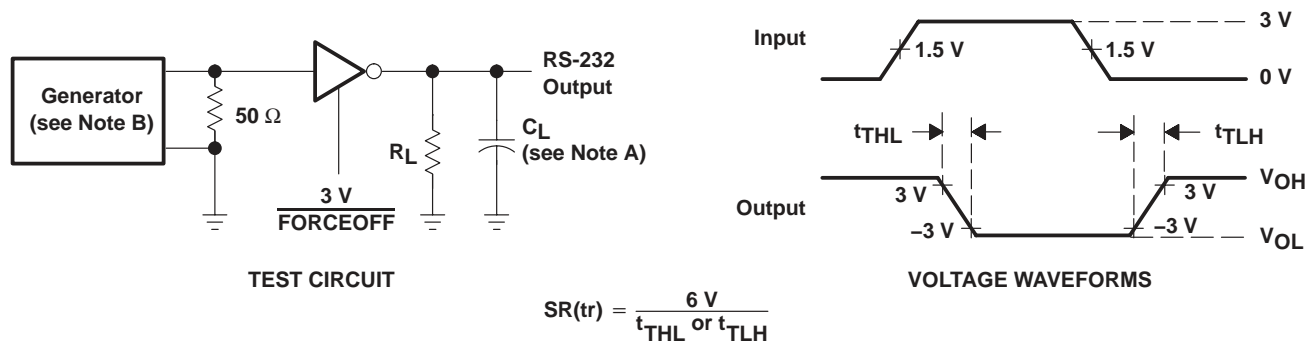 Generator
(see Note B)
50 Ω
3 V
FORCEOFF
RL
CL
(see Note A)
RS-232
Output
TEST CIRCUIT
Input
1.5 V
1.5 V
3 V
0 V
tTHL
tTLH
Output
3 V
–3 V
3 V
–3 V
VOH
VOL
VOLTAGE WAVEFORMS
SR(tr) = 6 V / tTHL or tTLH